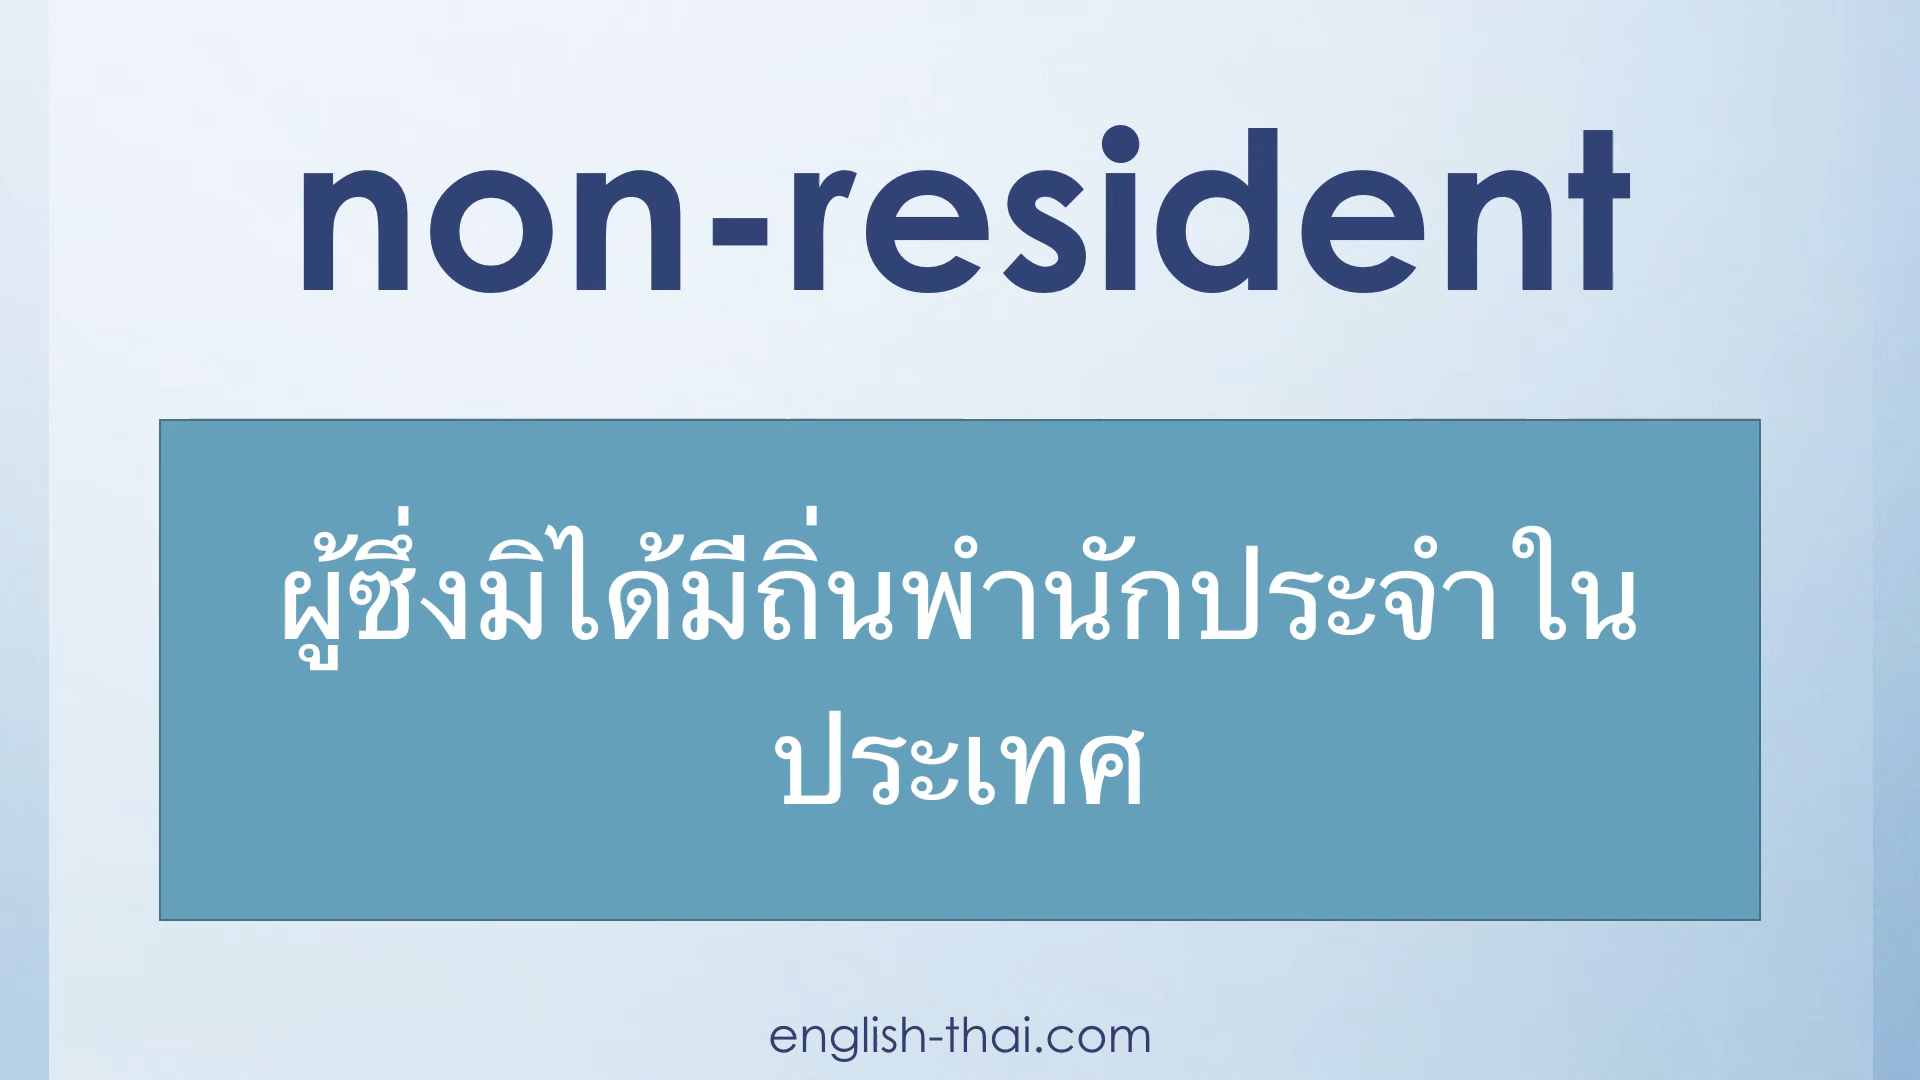 non-resident
ผู้ซึ่งมิได้มีถิ่นพำนักประจำใน
ประเทศ
english-thai.com